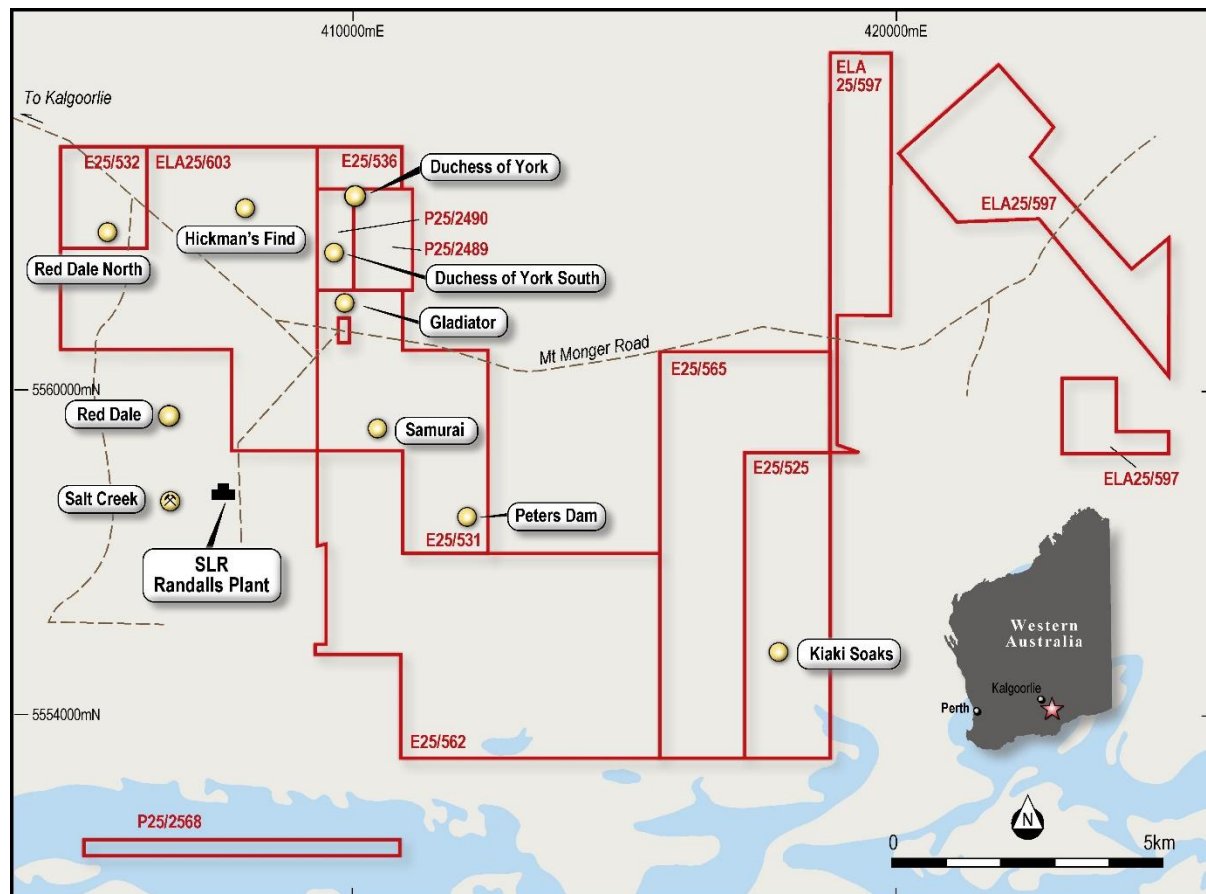 410000mE
420000mE
ELA
25/597
To Kalgoorlie
E25/532
ELA25/603
E25/536
Duchess of York
ELA25/597
P25/2490
Hickman's Find
P25/2489
Red Dale North
Duchess of York South
Gladiator
Mt Monger Road
E25/565
5560000mN
Red Dale
Samurai
E25/525
ELA25/597
Salt Creek
Peters Dam
E25/531
SLR
Randalls Plant
Western
Australia
Kiaki Soaks
Kalgoorlie
Perth
5554000mN
E25/562
P25/2568
N
0
5km